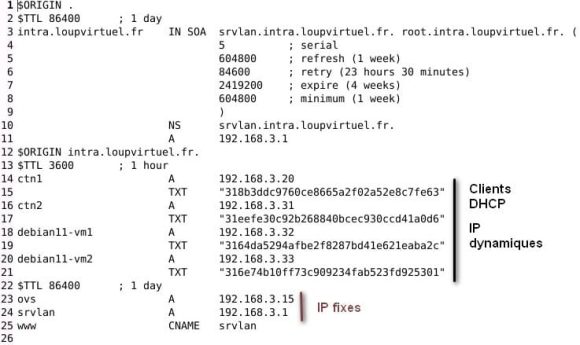 1 $ORIGIN .
2 $TTL 86400 ; 1 day
3 intra.loupvirtuel.fr IN SOA srvlan.intra.loupvirtuel.fr. root.intra.loupvirtuel.fr. (
4 5 ; serial
5 604800 ; refresh (1 week)
6 84600 ; retry (23 hours 30 minutes)
7 2419200 ; expire (4 weeks)
8 604800 ; minimum (1 week)
9 )
10 NS srvlan.intra.loupvirtuel.fr.
11 A 192.168.3.1
12 $ORIGIN intra.loupvirtuel.fr.
13 $TTL 3600 ; 1 hour
14 ctn1 A 192.168.3.20
15 TXT "318b3ddc9760ce8665a2f02a52e8c7fe63"
16 ctn2 A 192.168.3.31
17 TXT "31eefe30c92b268840bcec930ccd41a0d6"
18 debian11-vm1 A 192.168.3.32
19 TXT "3164da5294afbe2f8287bd41e621eaba2c"
20 debian11-vm2 A 192.168.3.33
21 TXT "316e74b10ff73c909234fab523fd925301"
Clients
DHCP
IP
dynamiques
22 $TTL 86400 ; 1 day
23 ovs A 192.168.3.15
24 srvlan A 192.168.3.1
IP fixes
25 www CNAME srvlan
26